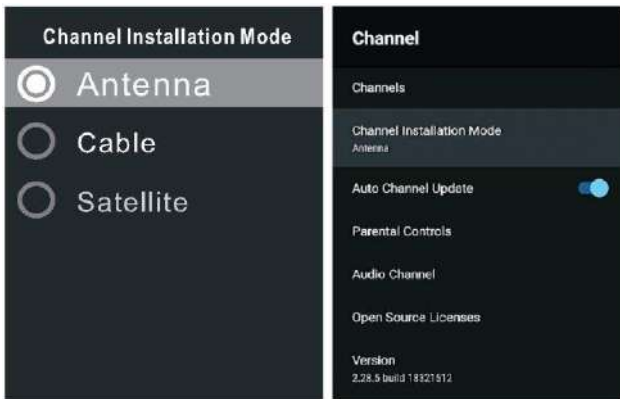 Channel Installation Mode
Antenna
Cable
Satellite
Channel
Channels
Channel Installation Mode
Antenna
Auto Channel Update
Parental Controls
Audio Channel
Open Source Licenses
Version
2.28.5 build 18321512